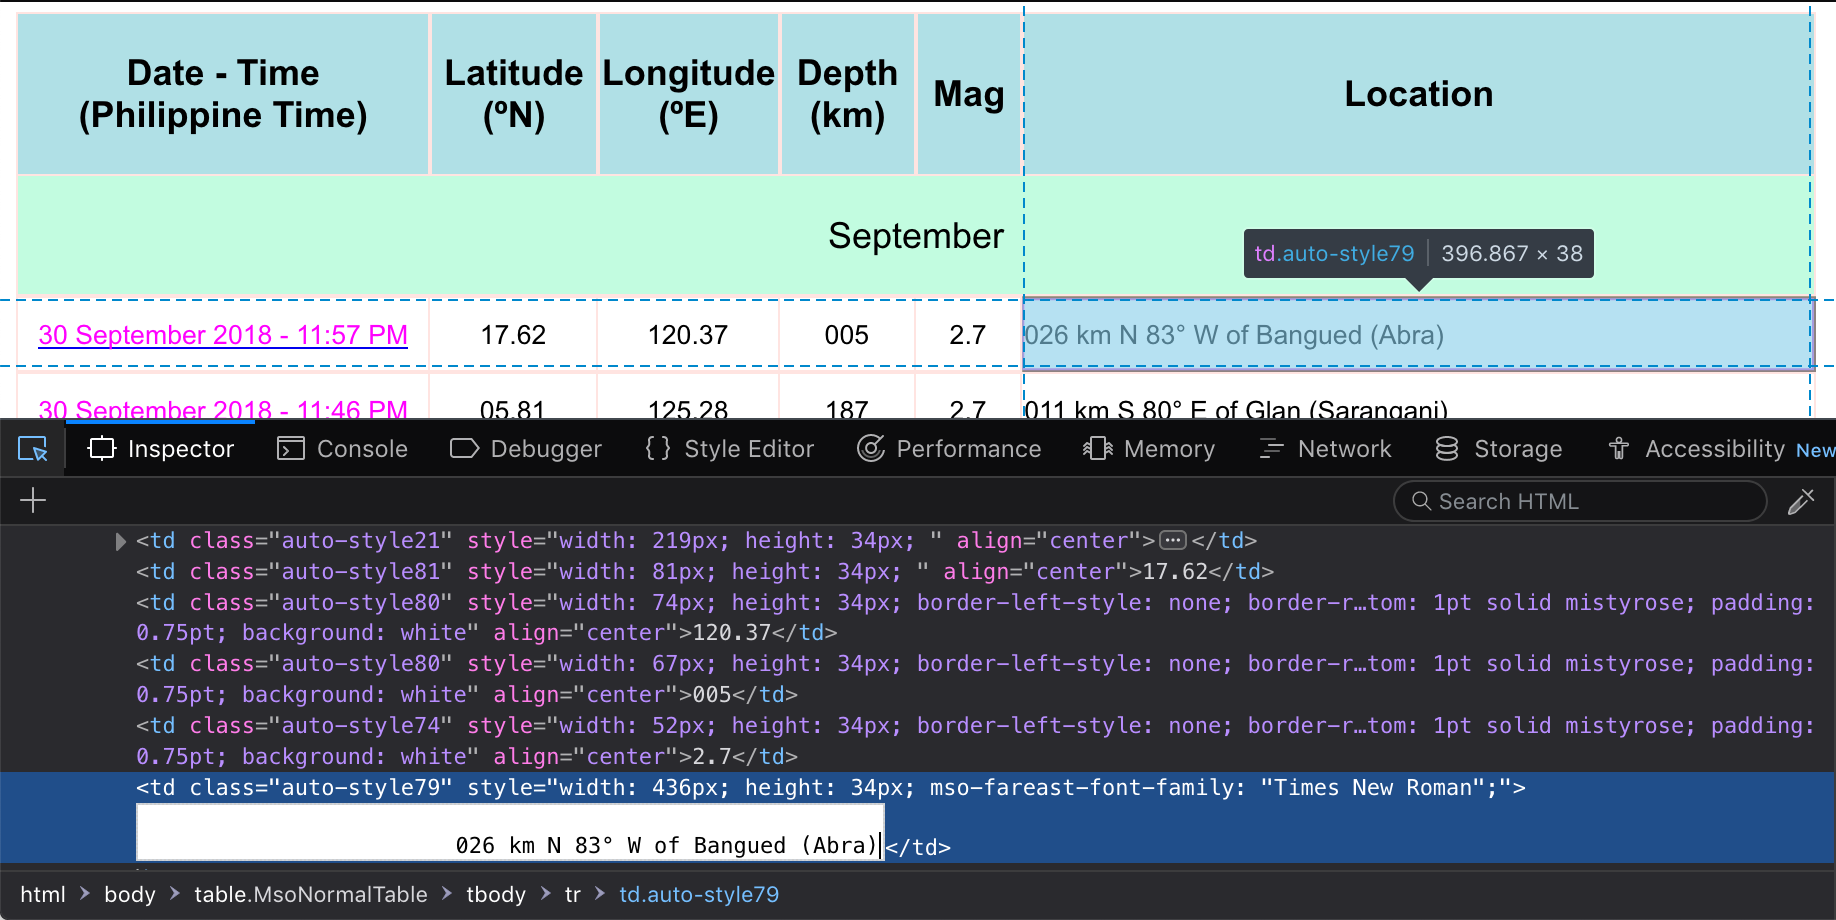 Date - Time
(Philippine Time)
Latitude
(ºN)
Longitude
(ºE)
Depth
(km)
Mag
Location
September
td.auto-style79 396.867 × 38
30 September 2018 - 11:57 PM 17.62 120.37 005 2.7 026 km N 83° W of Bangued (Abra)
30 September 2018 - 11:46 PM 05.81 125.28 187 2.7 011 km S 80° E of Glan (Sarangani)
Inspector Console Debugger {} Style Editor Performance Memory Network Storage Accessibility New
Search HTML
<td class="auto-style21" style="width: 219px; height: 34px; " align="center">…</td>
<td class="auto-style81" style="width: 81px; height: 34px; " align="center">17.62</td>
<td class="auto-style80" style="width: 74px; height: 34px; border-left-style: none; border-r…tom: 1pt solid mistyrose; padding:
0.75pt; background: white" align="center">120.37</td>
<td class="auto-style80" style="width: 67px; height: 34px; border-left-style: none; border-r…tom: 1pt solid mistyrose; padding:
0.75pt; background: white" align="center">005</td>
<td class="auto-style74" style="width: 52px; height: 34px; border-left-style: none; border-r…tom: 1pt solid mistyrose; padding:
0.75pt; background: white" align="center">2.7</td>
<td class="auto-style79" style="width: 436px; height: 34px; mso-fareast-font-family: "Times New Roman";">
026 km N 83° W of Bangued (Abra)</td>
html > body > table.MsoNormalTable > tbody > tr > td.auto-style79